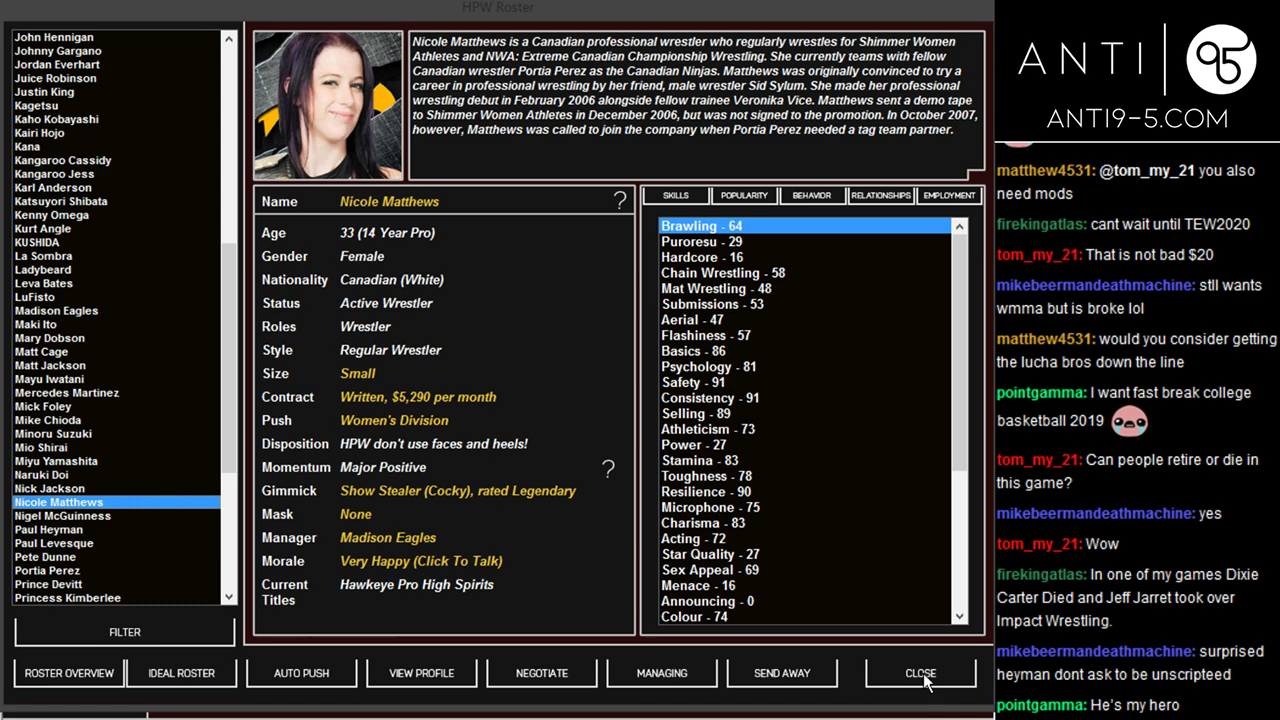 HPW Roster
John Hennigan
Johnny Gargano
Jordan Everhart
Juice Robinson
Justin King
Kagetsu
Kaho Kobayashi
Kairi Hojo
Kana
Kangaroo Cassidy
Kangaroo Jess
Karl Anderson
Katsuyori Shibata
Kenny Omega
Kurt Angle
KUSHIDA
La Sombra
Ladybeard
Leva Bates
LuFisto
Madison Eagles
Maki Ito
Mary Dobson
Matt Cage
Matt Jackson
Mayu Iwatani
Mercedes Martinez
Mick Foley
Mike Chioda
Minoru Suzuki
Mio Shirai
Miyu Yamashita
Naruki Doi
Nick Jackson
Nicole Matthews
Nigel McGuinness
Paul Heyman
Paul Levesque
Pete Dunne
Portia Perez
Prince Devitt
Princess Kimberlee
FILTER
ROSTER OVERVIEW
IDEAL ROSTER
Nicole Matthews is a Canadian professional wrestler who regularly wrestles for Shimmer Women
Athletes and NWA: Extreme Canadian Championship Wrestling. She currently teams with fellow
Canadian wrestler Portia Perez as the Canadian Ninjas. Matthews was originally convinced to try a
career in professional wrestling by her friend, male wrestler Sid Sylum. She made her professional
wrestling debut in February 2006 alongside fellow trainee Veronika Vice. Matthews sent a demo tape
to Shimmer Women Athletes in December 2006, but was not signed to the promotion. In October 2007,
however, Matthews was called to join the company when Portia Perez needed a tag team partner.
Name Nicole Matthews ?
Age 33 (14 Year Pro)
Gender Female
Nationality Canadian (White)
Status Active Wrestler
Roles Wrestler
Style Regular Wrestler
Size Small
Contract Written, $5,290 per month
Push Women's Division
Disposition HPW don't use faces and heels!
Momentum Major Positive ?
Gimmick Show Stealer (Cocky), rated Legendary
Mask None
Manager Madison Eagles
Morale Very Happy (Click To Talk)
Current Titles Hawkeye Pro High Spirits
SKILLS POPULARITY BEHAVIOR RELATIONSHIPS EMPLOYMENT
Brawling - 64
Puroresu - 29
Hardcore - 16
Chain Wrestling - 58
Mat Wrestling - 48
Submissions - 53
Aerial - 47
Flashiness - 57
Basics - 86
Psychology - 81
Safety - 91
Consistency - 91
Selling - 89
Athleticism - 73
Power - 27
Stamina - 83
Toughness - 78
Resilience - 90
Microphone - 75
Charisma - 83
Acting - 72
Star Quality - 27
Sex Appeal - 69
Menace - 16
Announcing - 0
Colour - 74
AUTO PUSH
VIEW PROFILE
NEGOTIATE
MANAGING
SEND AWAY
CLOSE
ANTI 95
ANTI9-5.COM
matthew4531: @tom_my_21 you also
need mods
firekingatlas: cant wait until TEW2020
tom_my_21: That is not bad $20
mikebeermandeathmachine: stll wants
wmma but is broke lol
matthew4531: would you consider getting
the lucha bros down the line
pointgamma: I want fast break college
basketball 2019
tom_my_21: Can people retire or die in
this game?
mikebeermandeathmachine: yes
tom_my_21: Wow
firekingatlas: In one of my games Dixie
Carter Died and Jeff Jarret took over
Impact Wrestling.
mikebeermandeathmachine: surprised
heyman dont ask to be unscripteed
pointgamma: He's my hero